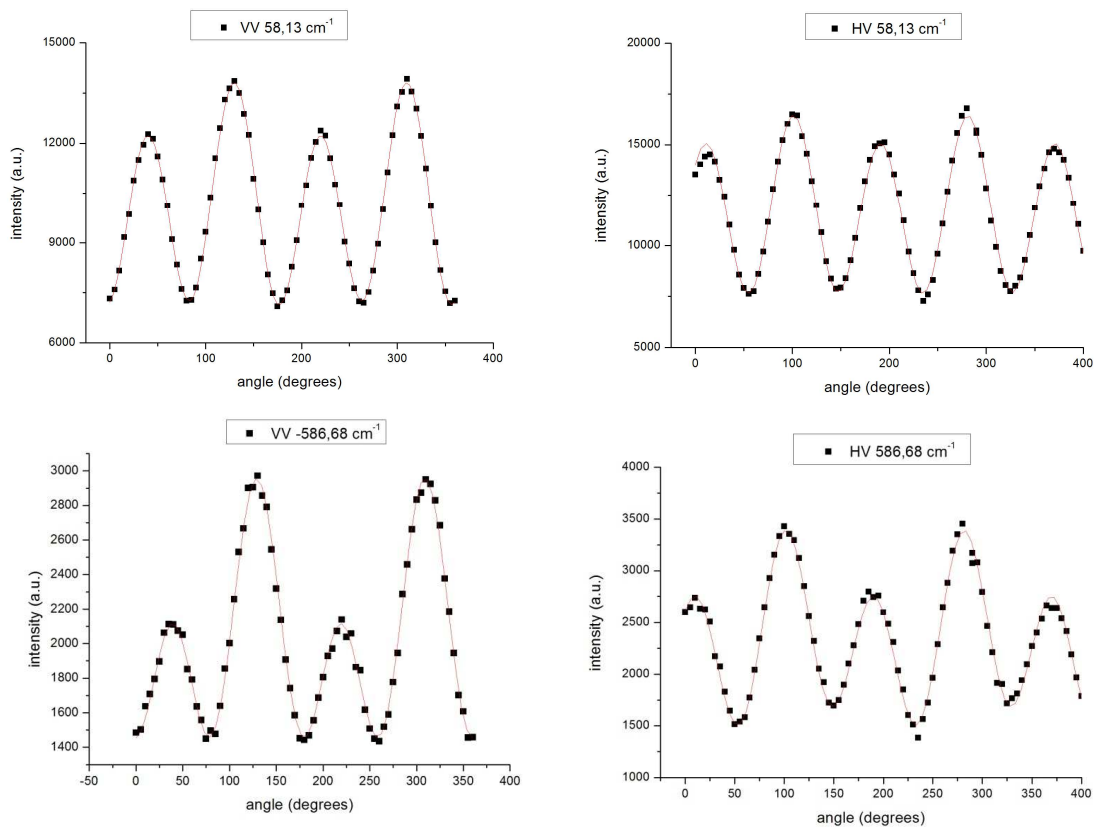 VV 58,13 cm⁻¹
15000
12000
9000
6000
intensity (a.u.)
0 100 200 300 400
angle (degrees)
HV 58,13 cm⁻¹
20000
15000
10000
5000
intensity (a.u.)
0 100 200 300 400
angle (degrees)
VV -586,68 cm⁻¹
3000
2800
2600
2400
2200
2000
1800
1600
1400
intensity (a.u.)
-50 0 50 100 150 200 250 300 350 400
angle (degrees)
HV 586,68 cm⁻¹
4000
3500
3000
2500
2000
1500
1000
intensity (a.u.)
0 50 100 150 200 250 300 350 400
angle (degrees)